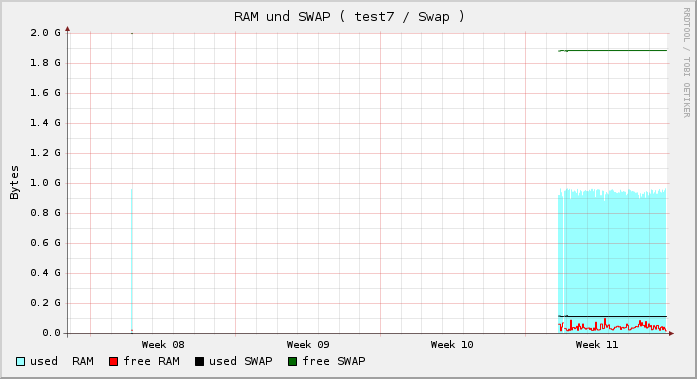 RAM und SWAP ( test7 / Swap )
RRDTOOL / TOBI OETIKER
Bytes
2.0 G
1.8 G
1.6 G
1.4 G
1.2 G
1.0 G
0.8 G
0.6 G
0.4 G
0.2 G
0.0
Week 08 Week 09 Week 10 Week 11
used RAM free RAM used SWAP free SWAP